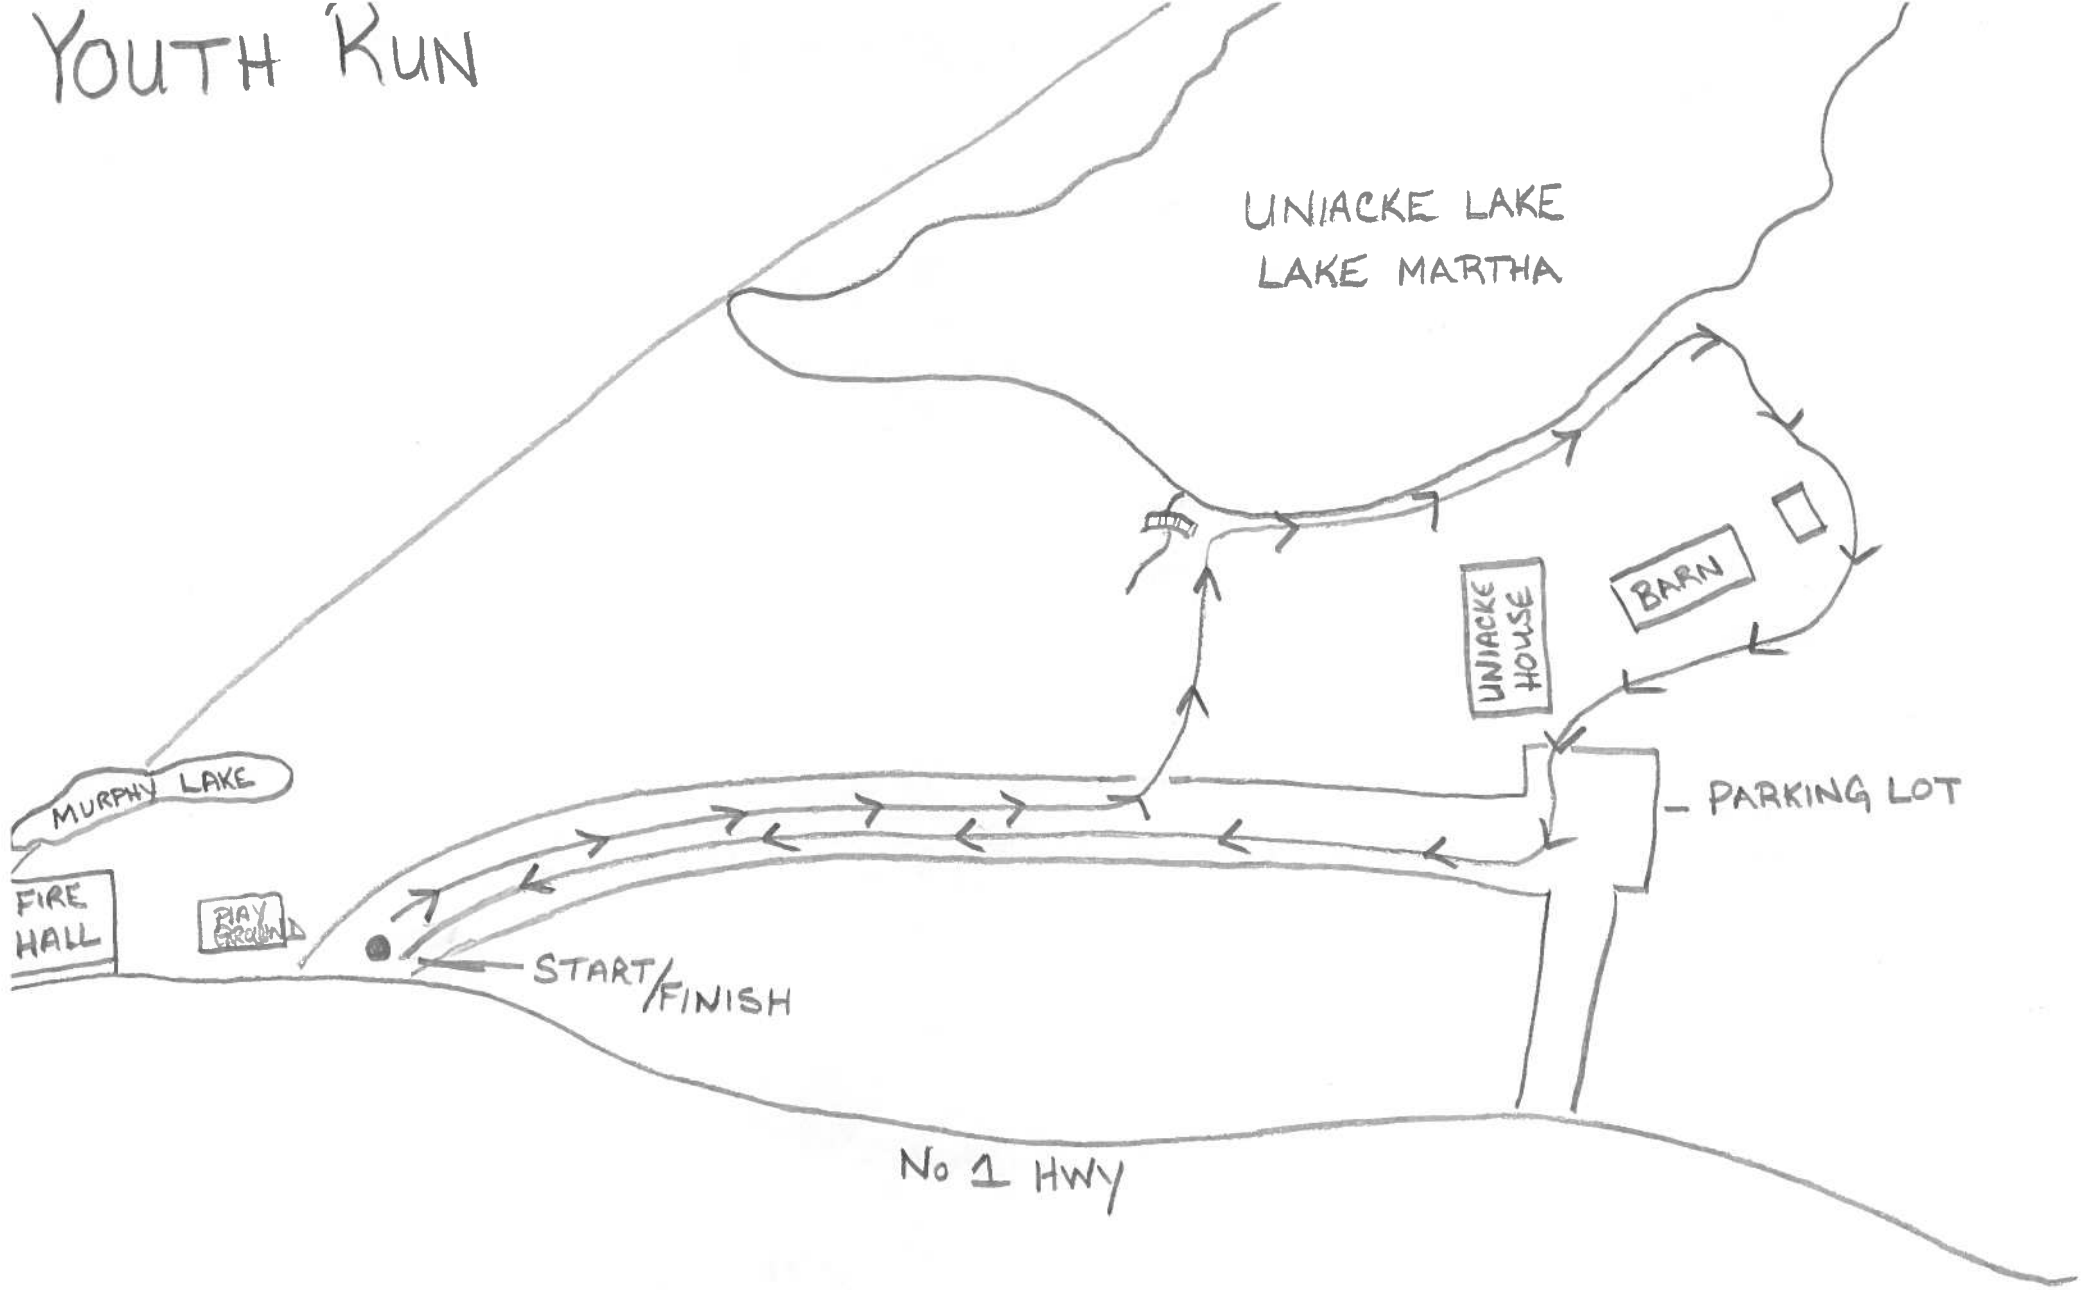 YOUTH RUN
UNIACKE LAKE
LAKE MARTHA
UNIACKE
HOUSE
BARN
MURPHY LAKE
PARKING LOT
FIRE
HALL
PLAY
GROUND
START/FINISH
No 1 HWY